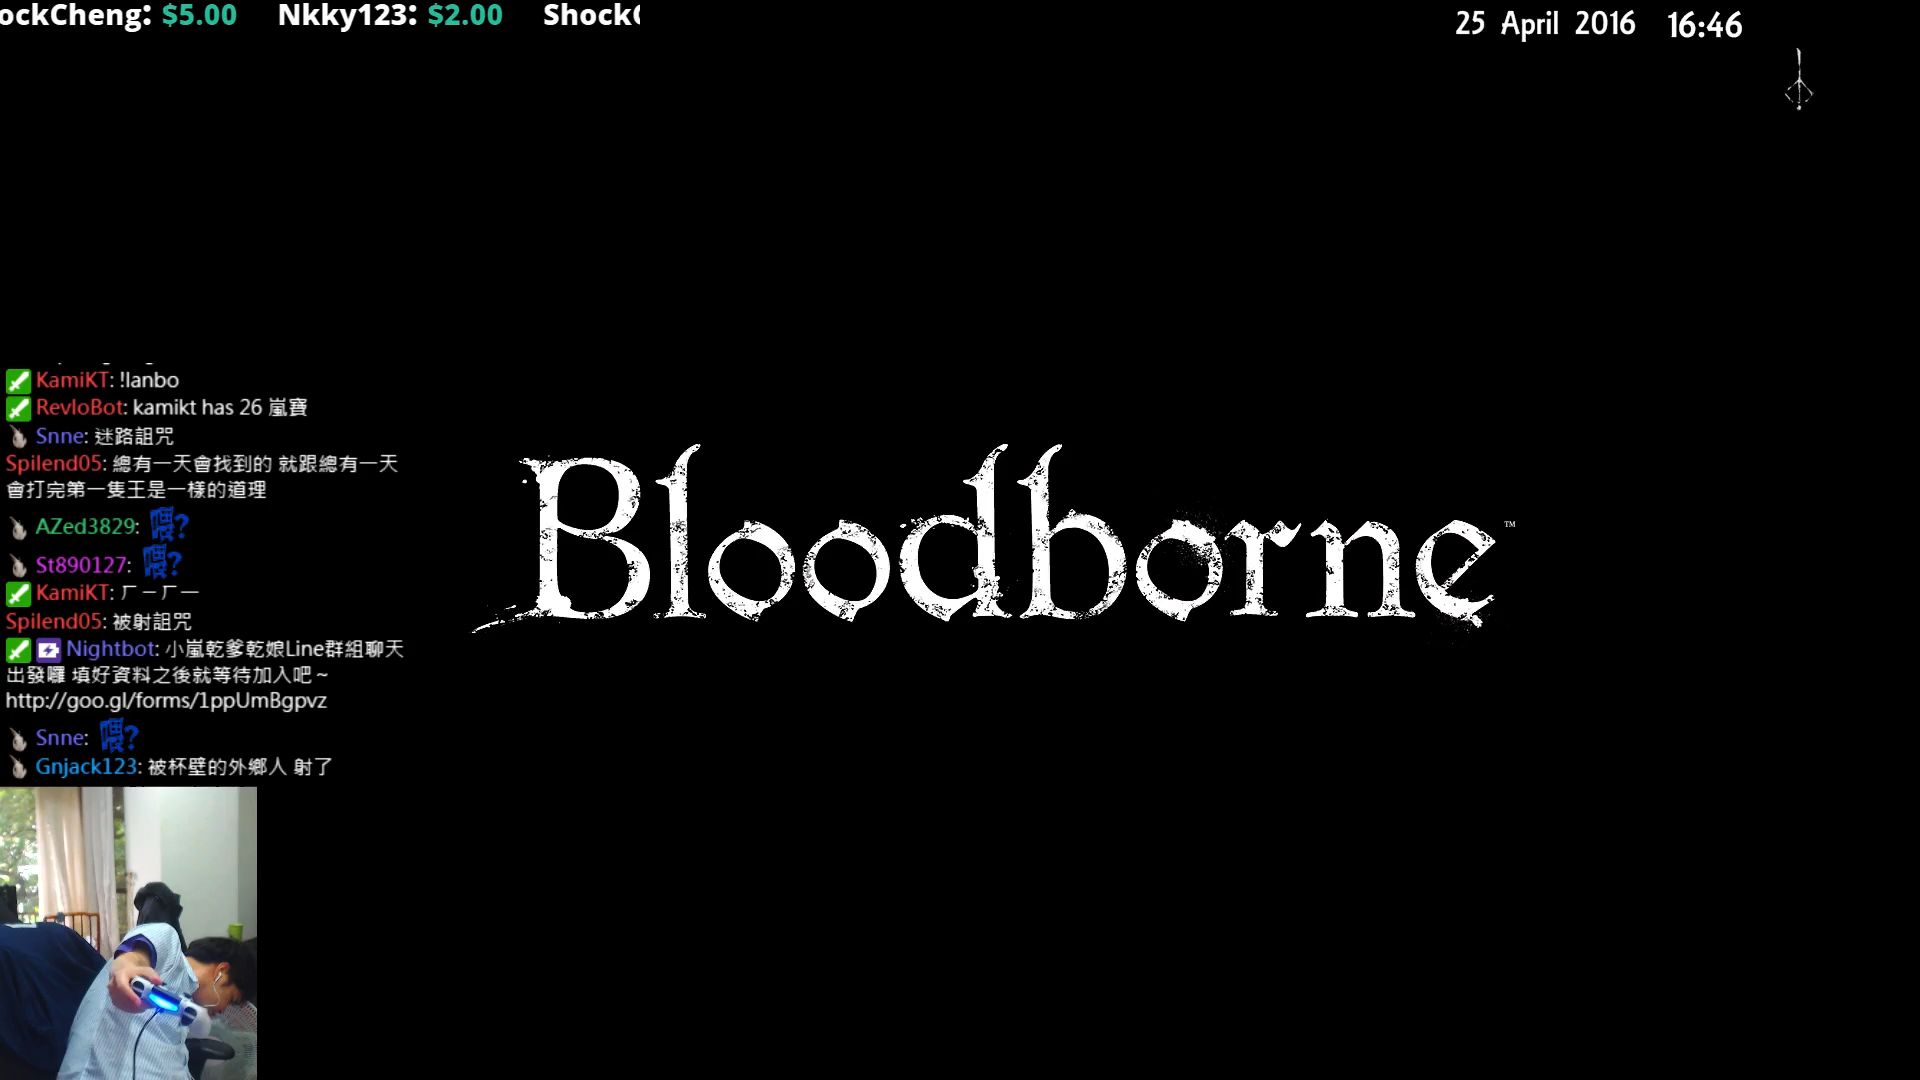 ockCheng: $5.00 Nkky123: $2.00 Shock
25 April 2016 16:46
KamiKT: !lanbo
RevloBot: kamikt has 26 嵐寶
Snne: 迷路詛咒
Spilend05: 總有一天會找到的 就跟總有一天
會打完第一隻王是一樣的道理
AZed3829: 喂?
St890127: 喂?
KamiKT: ㄏㄧㄏㄧ
Spilend05: 被射詛咒
Nightbot: 小嵐乾爹乾娘Line群組聊天
出發囉 填好資料之後就等待加入吧～
http://goo.gl/forms/1ppUmBgpvz
Snne: 喂?
Gnjack123: 被杯壁的外鄉人 射了
Bloodborne™